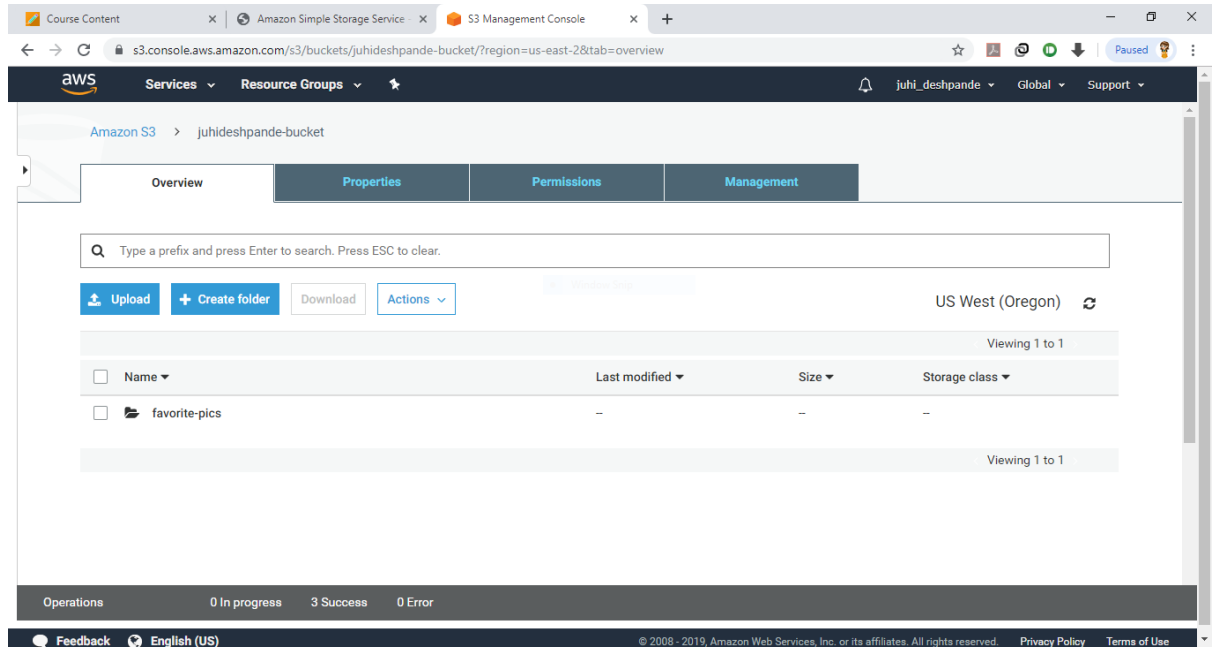 Course Content
Amazon Simple Storage Service -
S3 Management Console
s3.console.aws.amazon.com/s3/buckets/juhideshpande-bucket/?region=us-east-2&tab=overview
Paused
aws
Services
Resource Groups
juhi_deshpande
Global
Support
Amazon S3 > juhideshpande-bucket
Overview
Properties
Permissions
Management
Type a prefix and press Enter to search. Press ESC to clear.
Upload
+ Create folder
Download
Actions
US West (Oregon)
Viewing 1 to 1
Name
Last modified
Size
Storage class
favorite-pics
--
--
--
Viewing 1 to 1
Operations
0 In progress
3 Success
0 Error
Feedback
English (US)
© 2008 - 2019, Amazon Web Services, Inc. or its affiliates. All rights reserved.
Privacy Policy
Terms of Use